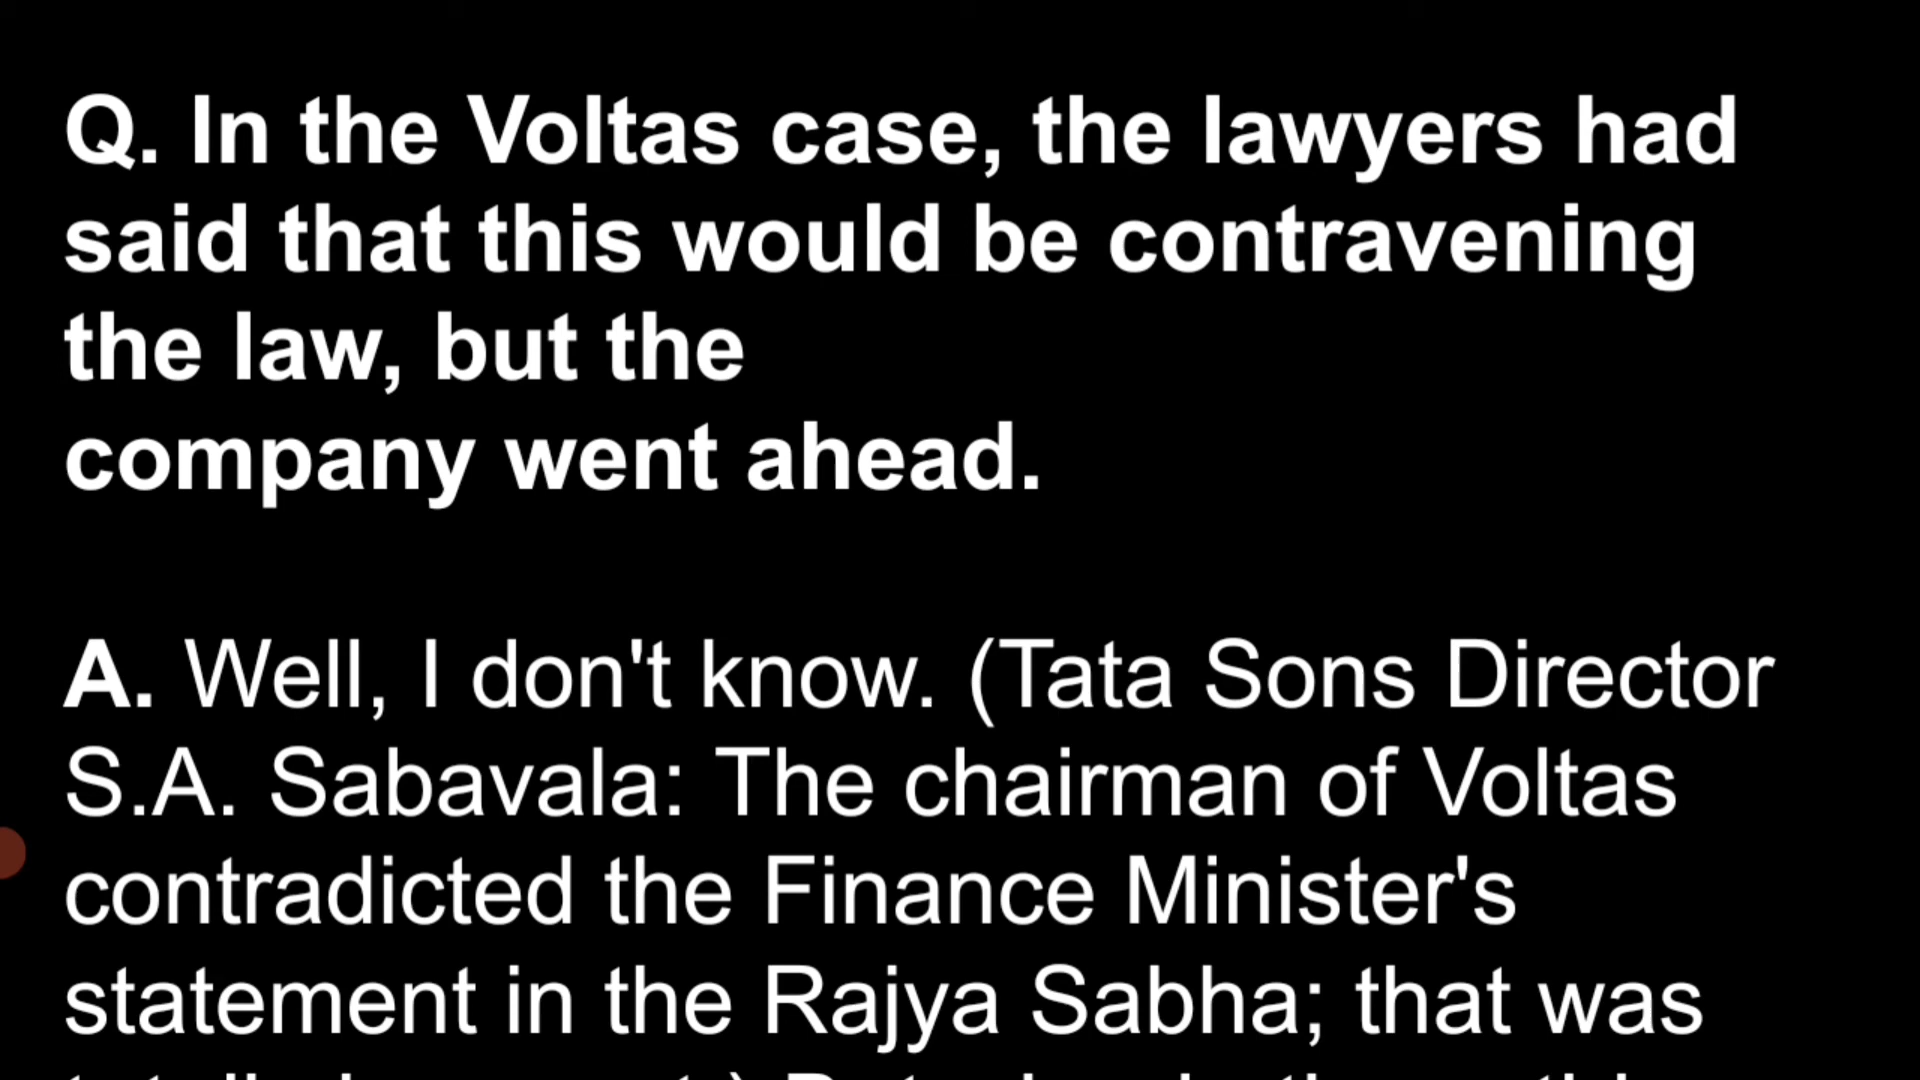 Q. In the Voltas case, the lawyers had
said that this would be contravening
the law, but the
company went ahead.
A. Well, I don't know. (Tata Sons Director
S.A. Sabavala: The chairman of Voltas
contradicted the Finance Minister's
statement in the Rajya Sabha; that was